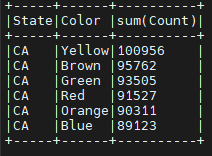 +-----+------+----------+
|State|Color |sum(Count)|
+-----+------+----------+
|CA   |Yellow|100956    |
|CA   |Brown |95762     |
|CA   |Green |93505     |
|CA   |Red   |91527     |
|CA   |Orange|90311     |
|CA   |Blue  |89123     |
+-----+------+----------+